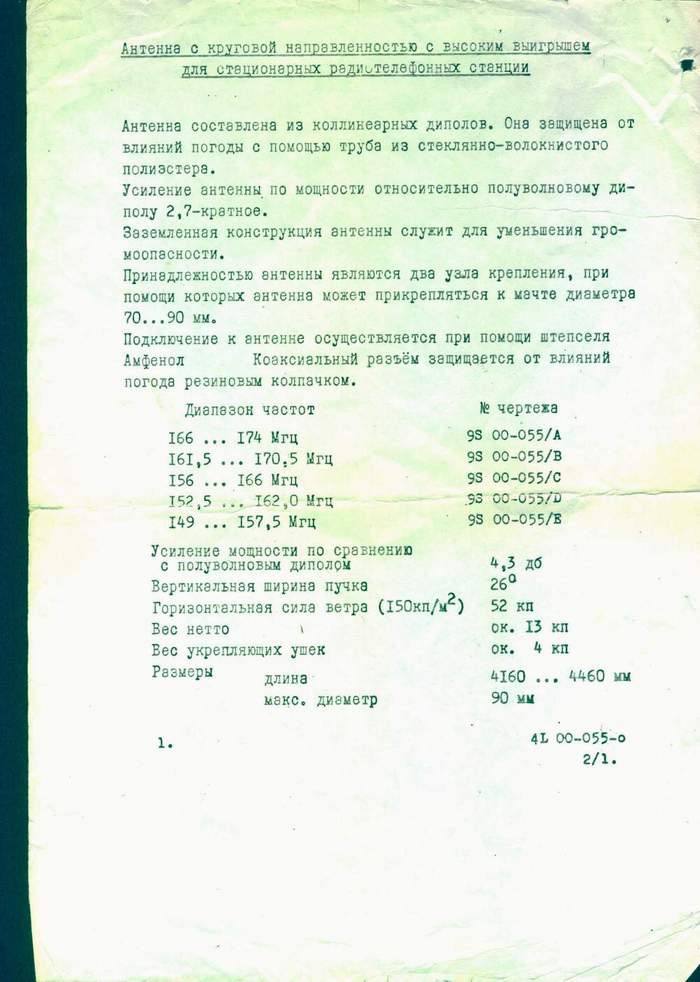 Антенна с круговой направленностью с высоким выигрышем
для стационарных радиотелефонных станции
Антенна составлена из коллинеарных диполов. Она защищена от
влияний погоды с помощью труба из стеклянно-волокнистого
полиэстера.
Усиление антенны по мощности относительно полуволновому ди-
полу 2,7-кратное.
Заземленная конструкция антенны служит для уменьшения гро-
моопасности.
Принадлежностью антенны являются два узла крепления, при
помощи которых антенна может прикрепляться к мачте диаметра
70...90 мм.
Подключение к антенне осуществляется при помощи штепселя
Амфенол Коаксиальный разъём защищается от влияний
погода резиновым колпачком.
Диапазон частот № чертежа
I66 ... I74 Мгц 9S 00-055/A
I6I,5 ... I70.5 Мгц 9S 00-055/B
I56 ... I66 Мгц 9S 00-055/C
I52,5 ... I62,0 Мгц 9S 00-055/D
I49 ... I57,5 Мгц 9S 00-055/E
Усиление мощности по сравнению
с полуволновым диполом 4,3 дб
Вертикальная ширина пучка 26°
Горизонтальная сила ветра (I50кп/м²) 52 кп
Вес нетто ок. I3 кп
Вес укрепляющих ушек ок. 4 кп
Размеры длина 4I60 ... 4460 мм
макс. диаметр 90 мм
1. 4L 00-055-o
2/1.